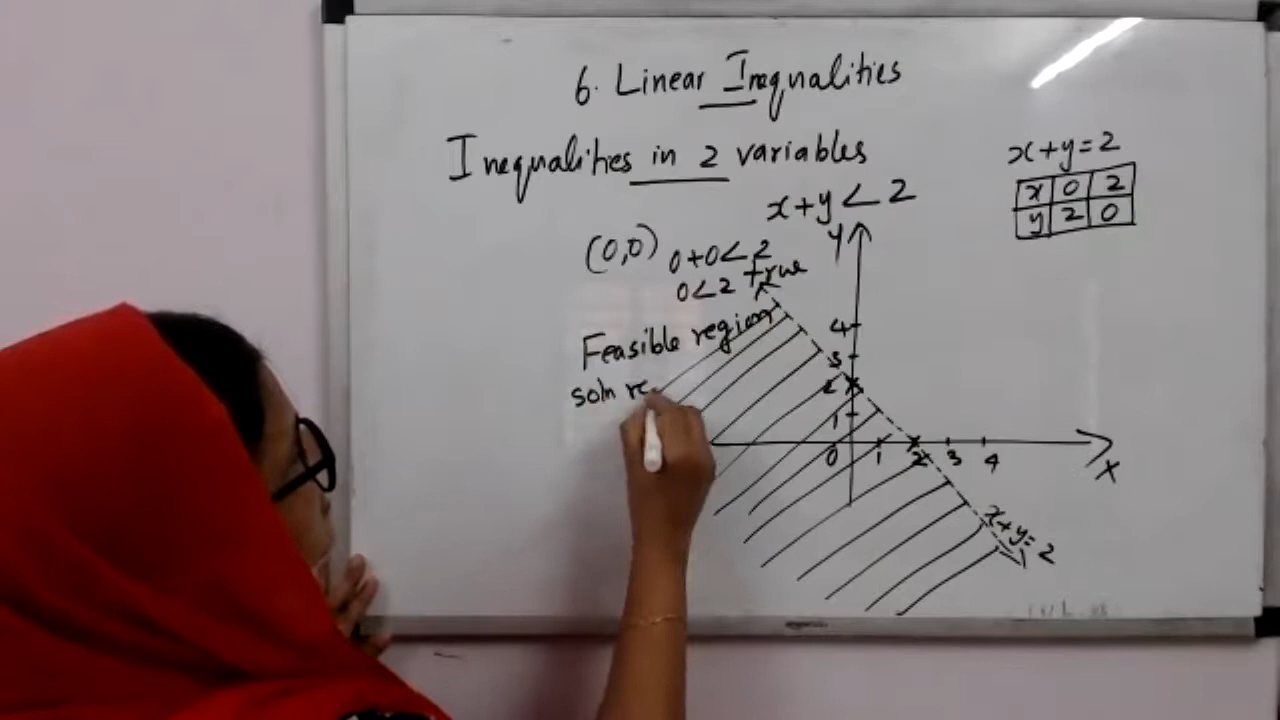 6. Linear Inequalities
Inequalities in 2 variables
x+y=2
x 0 2
y 2 0
x+y<2
(0,0) 0+0<2
0<2 true
Feasible region
soln re
Y
4
3
2
1
0 1 2 3 4
X
x+y=2